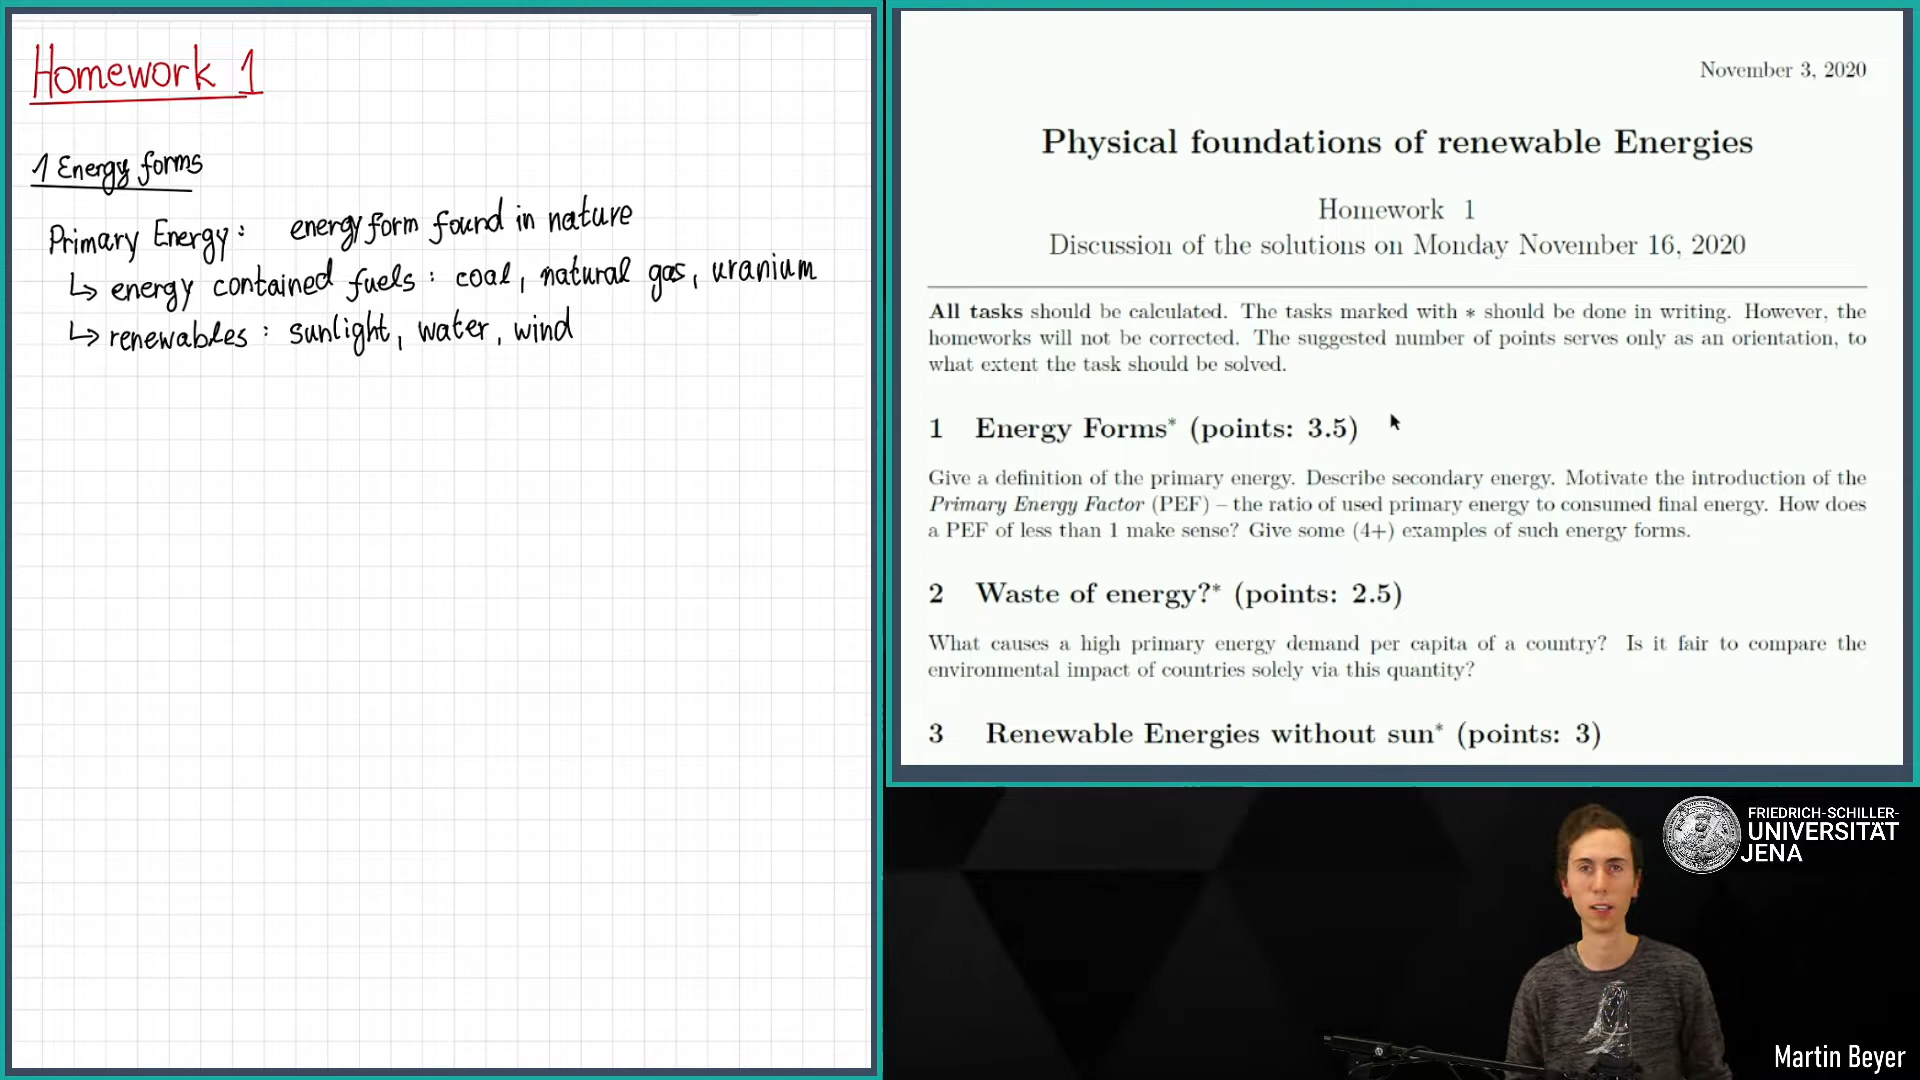 Homework 1
1 Energy forms
Primary Energy: energy form found in nature
↳ energy contained fuels: coal, natural gas, uranium
↳ renewables: sunlight, water, wind
November 3, 2020
Physical foundations of renewable Energies
Homework 1
Discussion of the solutions on Monday November 16, 2020
All tasks should be calculated. The tasks marked with * should be done in writing. However, the
homeworks will not be corrected. The suggested number of points serves only as an orientation, to
what extent the task should be solved.
1 Energy Forms* (points: 3.5)
Give a definition of the primary energy. Describe secondary energy. Motivate the introduction of the
Primary Energy Factor (PEF) – the ratio of used primary energy to consumed final energy. How does
a PEF of less than 1 make sense? Give some (4+) examples of such energy forms.
2 Waste of energy?* (points: 2.5)
What causes a high primary energy demand per capita of a country? Is it fair to compare the
environmental impact of countries solely via this quantity?
3 Renewable Energies without sun* (points: 3)
FRIEDRICH-SCHILLER-
UNIVERSITÄT
JENA
Martin Beyer